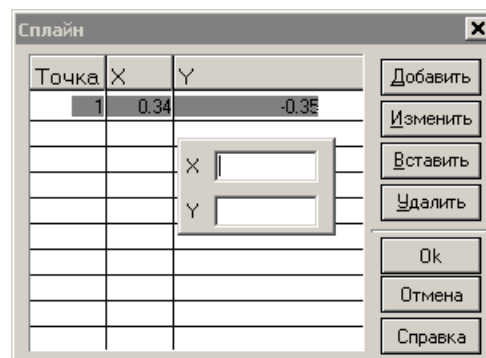 Сплайн
Точка X Y
1 0.34 -0.35
X
Y
Добавить
Изменить
Вставить
Удалить
Ok
Отмена
Справка